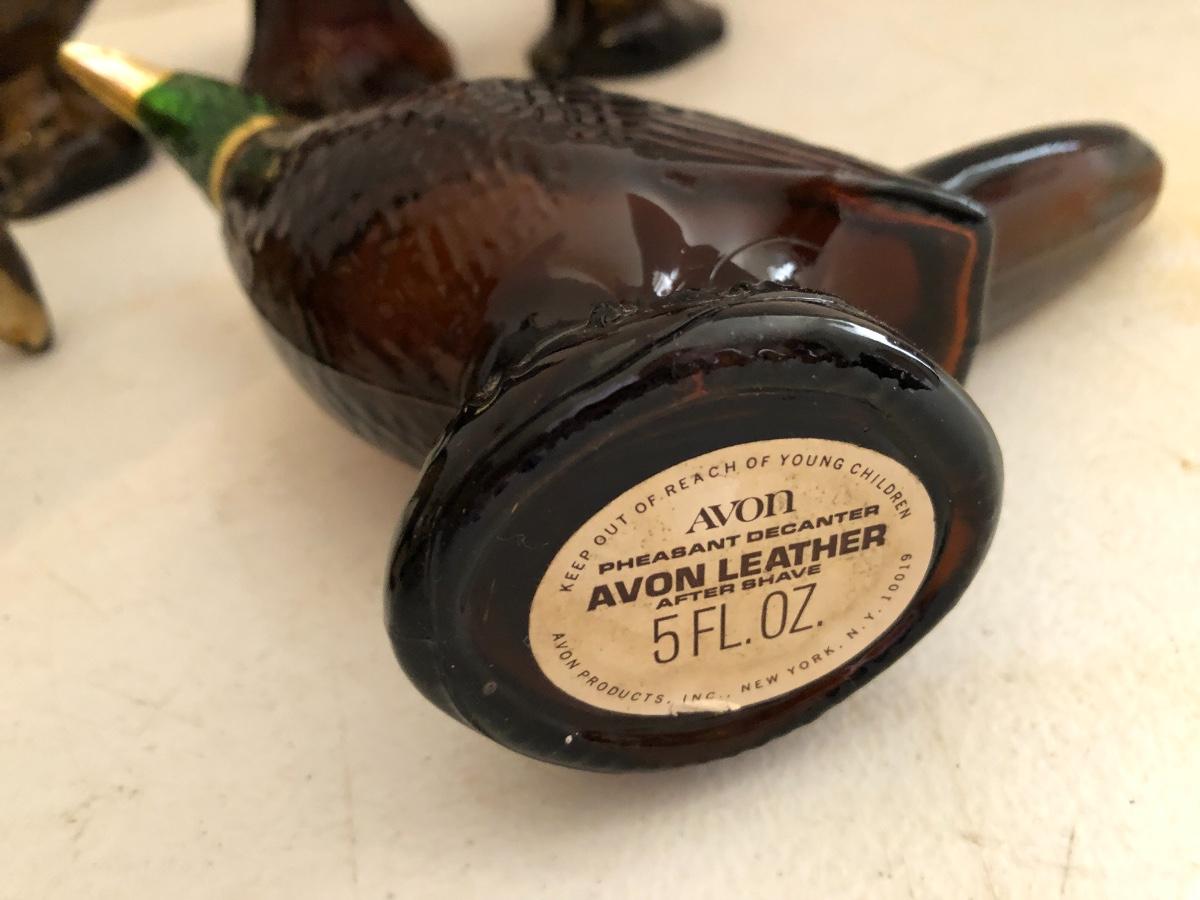 KEEP OUT OF REACH OF YOUNG CHILDREN
AVON
PHEASANT DECANTER
AVON LEATHER
AFTER SHAVE
5 FL. OZ.
AVON PRODUCTS, INC., NEW YORK, N.Y. 10019